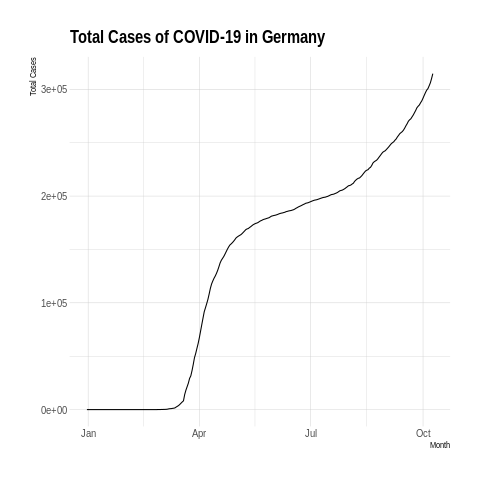 Total Cases of COVID-19 in Germany
Total Cases
3e+05
2e+05
1e+05
0e+00
Jan Apr Jul Oct
Month